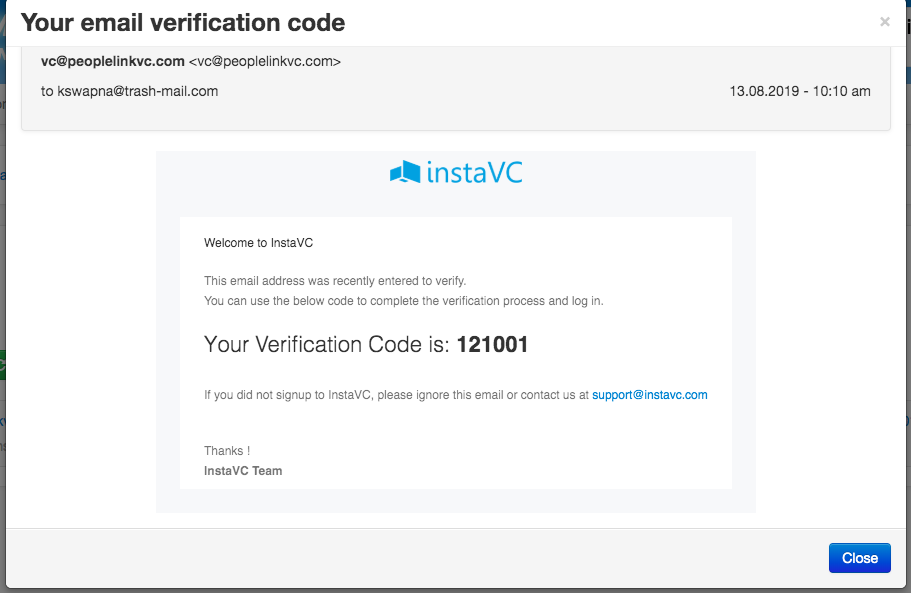 Your email verification code
×
vc@peoplelinkvc.com <vc@peoplelinkvc.com>
to kswapna@trash-mail.com 13.08.2019 - 10:10 am
instaVC
Welcome to InstaVC
This email address was recently entered to verify.
You can use the below code to complete the verification process and log in.
Your Verification Code is: 121001
If you did not signup to InstaVC, please ignore this email or contact us at support@instavc.com
Thanks !
InstaVC Team
Close